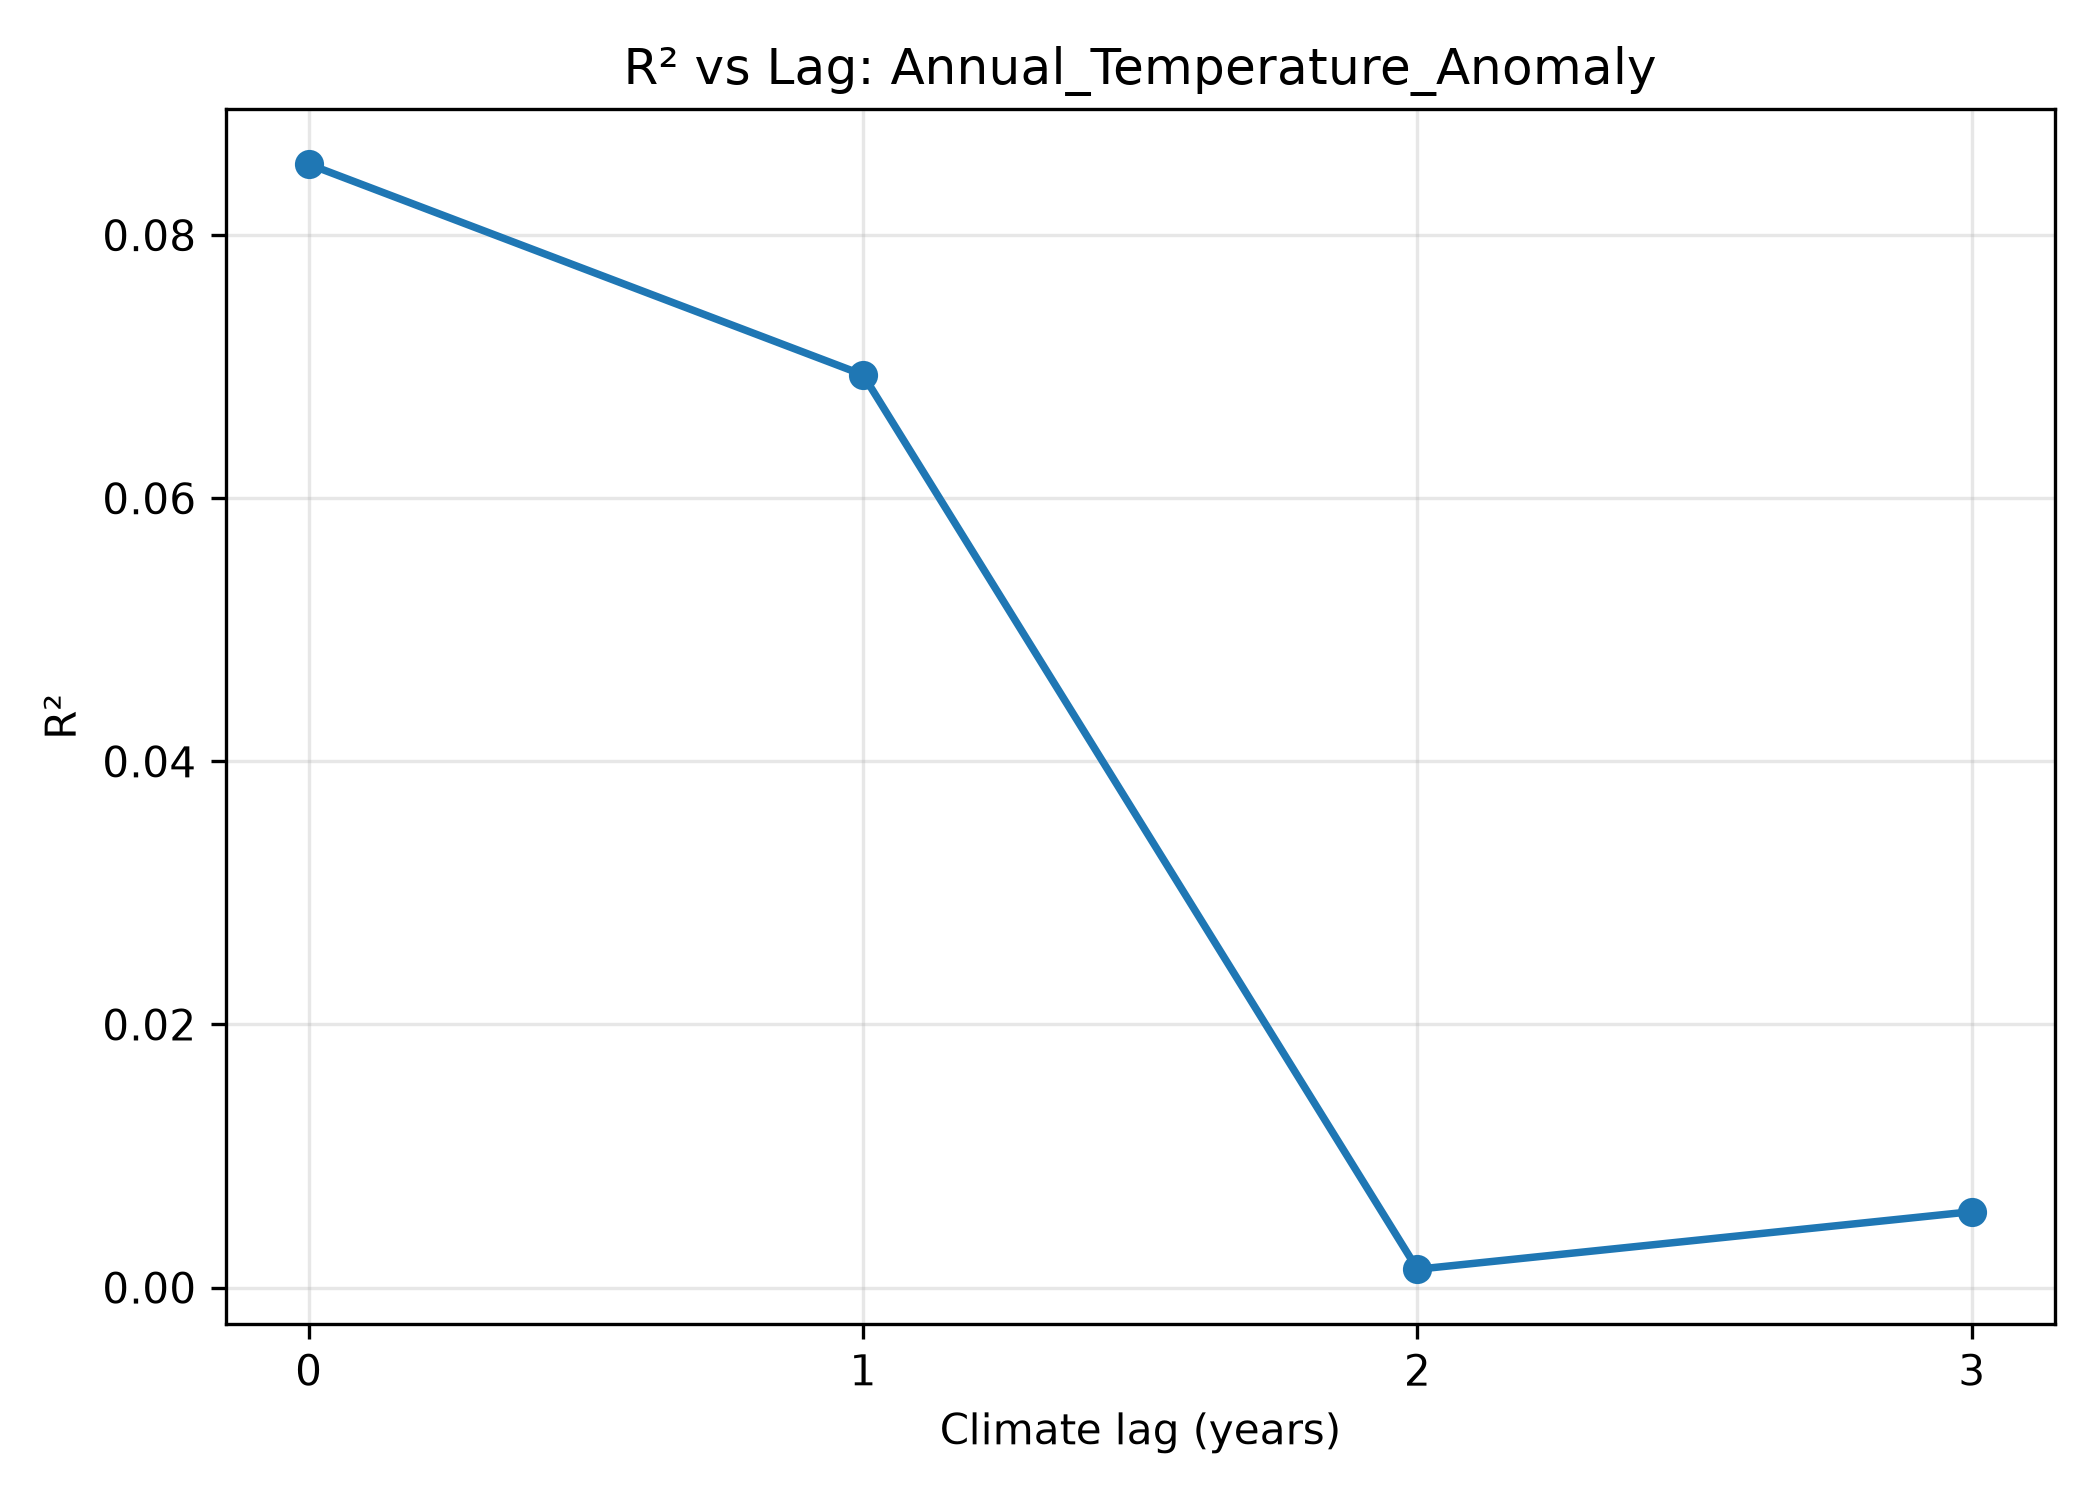 R² vs Lag: Annual_Temperature_Anomaly
R²
0.08
0.06
0.04
0.02
0.00
0 1 2 3
Climate lag (years)